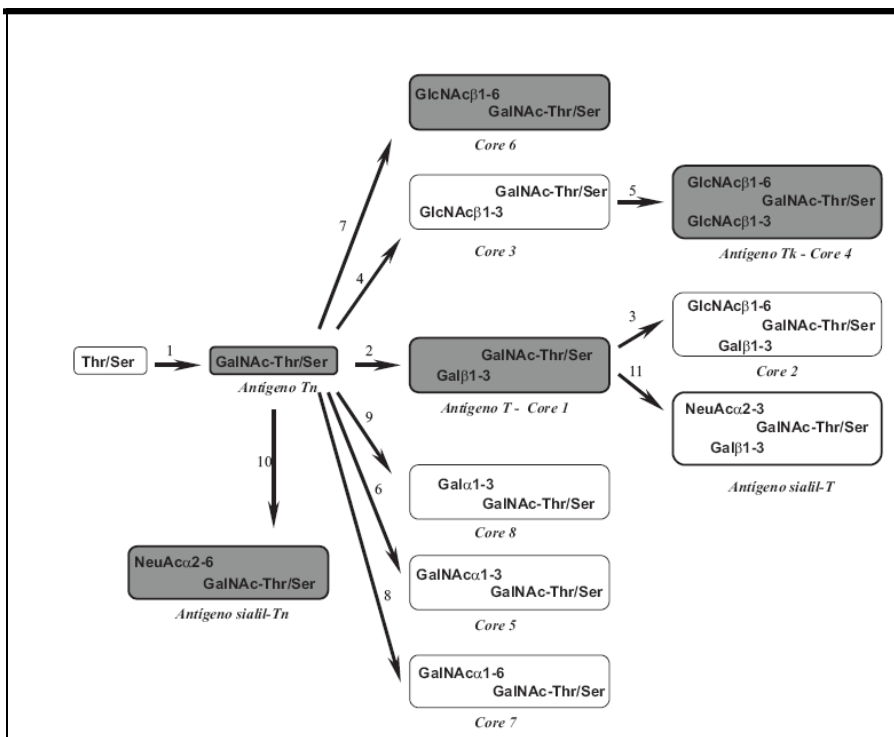 GlcNAcβ1-6
GalNAc-Thr/Ser
Core 6
7
GalNAc-Thr/Ser
GlcNAcβ1-3
Core 3
4
5
GlcNAcβ1-6
GalNAc-Thr/Ser
GlcNAcβ1-3
Antígeno Tk - Core 4
Thr/Ser
1
GalNAc-Thr/Ser
Antígeno Tn
2
GalNAc-Thr/Ser
Galβ1-3
Antígeno T - Core 1
3
GlcNAcβ1-6
GalNAc-Thr/Ser
Galβ1-3
Core 2
11
NeuAcα2-3
GalNAc-Thr/Ser
Galβ1-3
Antígeno sialil-T
9
Galα1-3
GalNAc-Thr/Ser
Core 8
10
6
NeuAcα2-6
GalNAc-Thr/Ser
Antígeno sialil-Tn
GalNAcα1-3
GalNAc-Thr/Ser
Core 5
8
GalNAcα1-6
GalNAc-Thr/Ser
Core 7